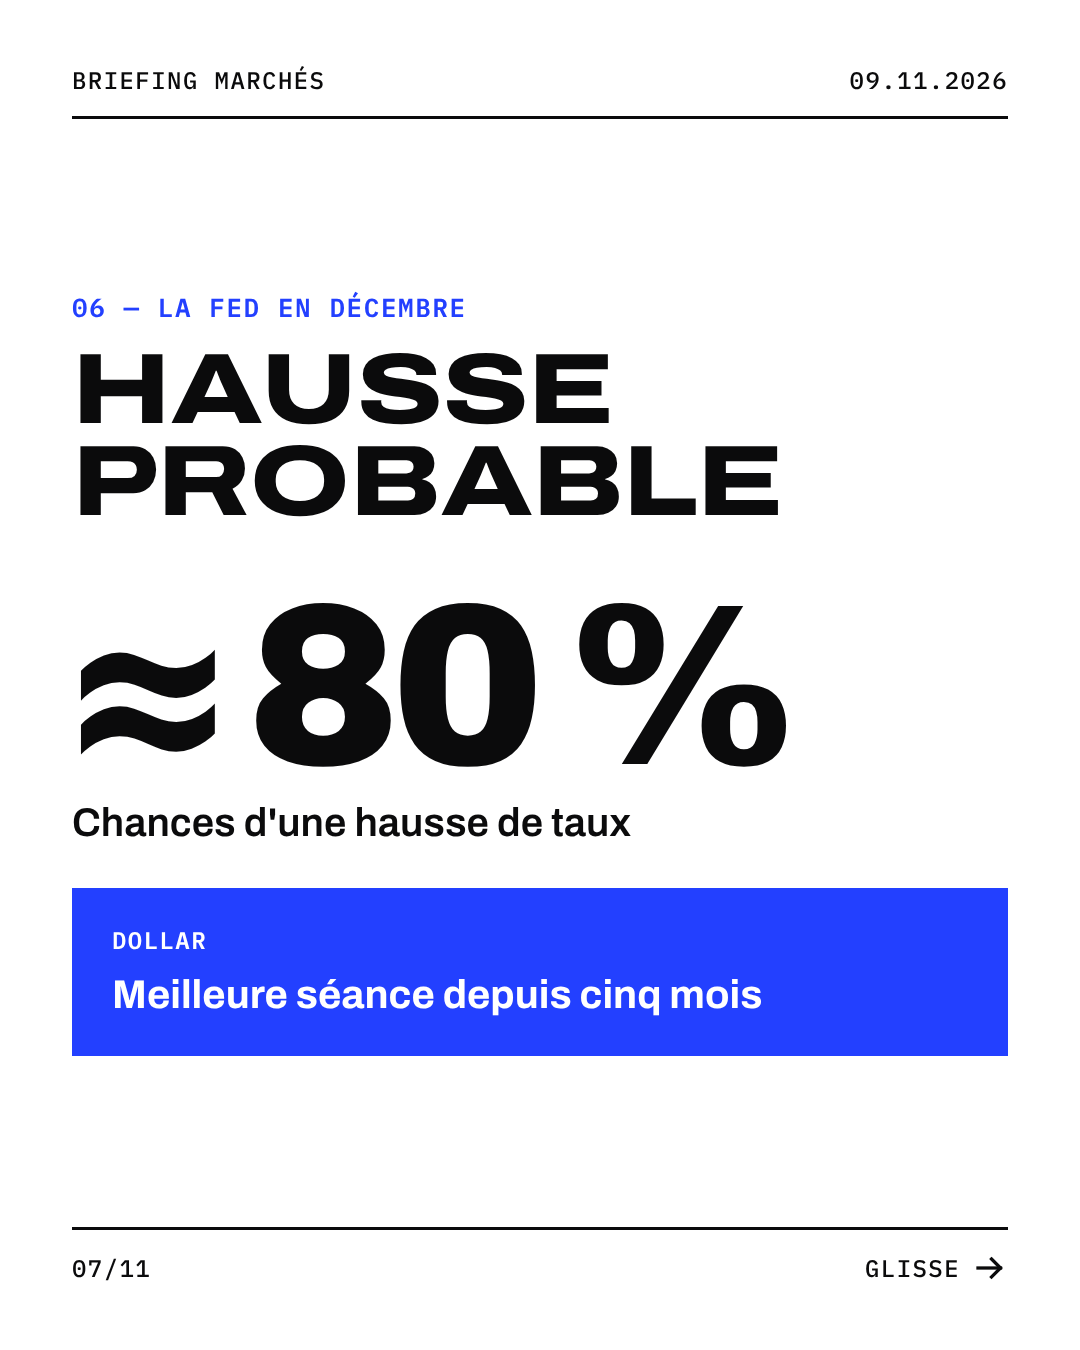 BRIEFING MARCHÉS
09.11.2026
06 — LA FED EN DÉCEMBRE
HAUSSE
PROBABLE
≈ 80 %
Chances d'une hausse de taux
DOLLAR
Meilleure séance depuis cinq mois
07/11
GLISSE →